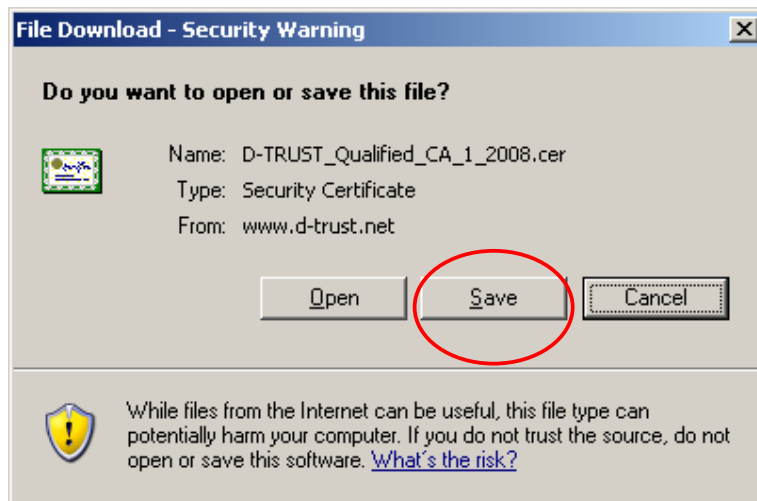 File Download - Security Warning
Do you want to open or save this file?
Name: D-TRUST_Qualified_CA_1_2008.cer
Type: Security Certificate
From: www.d-trust.net
Open Save Cancel
While files from the Internet can be useful, this file type can
potentially harm your computer. If you do not trust the source, do not
open or save this software. What's the risk?